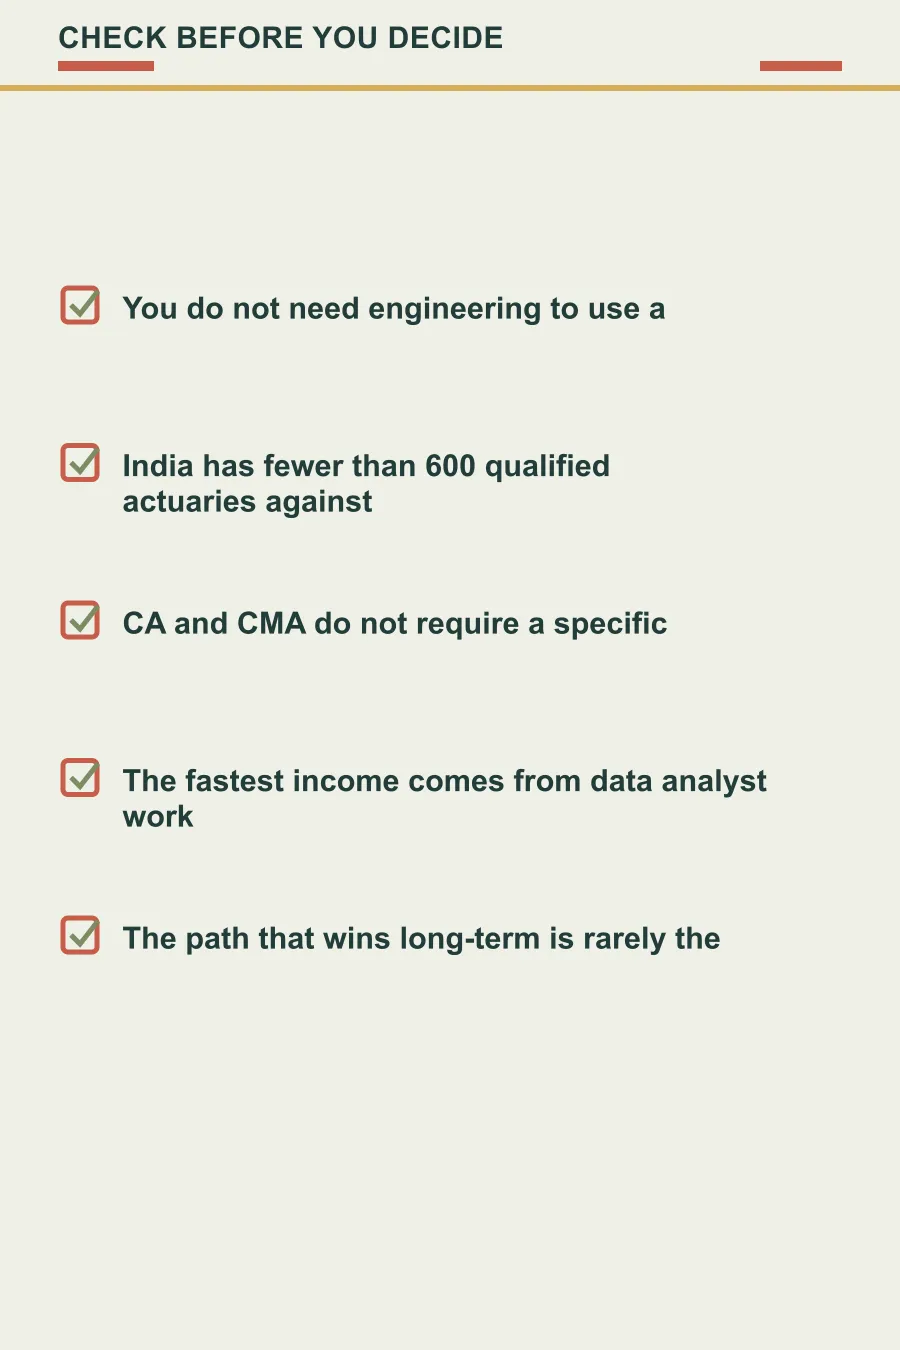 CHECK BEFORE YOU DECIDE
You do not need engineering to use a
India has fewer than 600 qualified
actuaries against
CA and CMA do not require a specific
The fastest income comes from data analyst
work
The path that wins long-term is rarely the